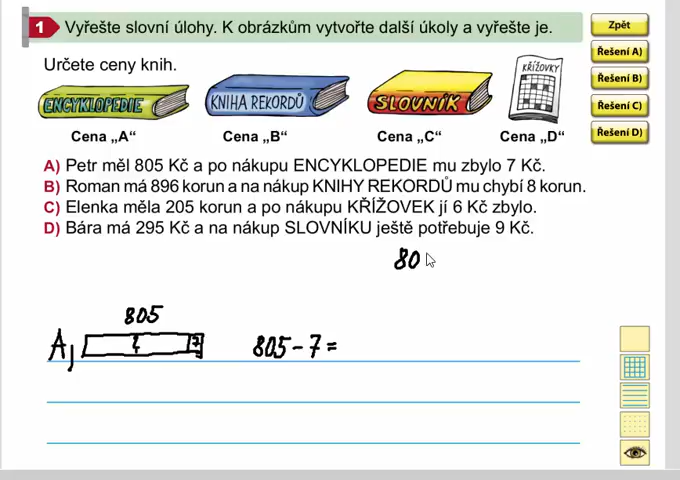 1 Vyřešte slovní úlohy. K obrázkům vytvořte další úkoly a vyřešte je.
Zpět
Řešení A)
Řešení B)
Řešení C)
Řešení D)
Určete ceny knih.
ENCYKLOPEDIE
KNIHA REKORDŮ
SLOVNÍK
KŘÍŽOVKY
Cena „A“ Cena „B“ Cena „C“ Cena „D“
A) Petr měl 805 Kč a po nákupu ENCYKLOPEDIE mu zbylo 7 Kč.
B) Roman má 896 korun a na nákup KNIHY REKORDŮ mu chybí 8 korun.
C) Elenka měla 205 korun a po nákupu KŘÍŽOVEK jí 6 Kč zbylo.
D) Bára má 295 Kč a na nákup SLOVNÍKU ještě potřebuje 9 Kč.
80
805
A) ? 7 805 - 7 =